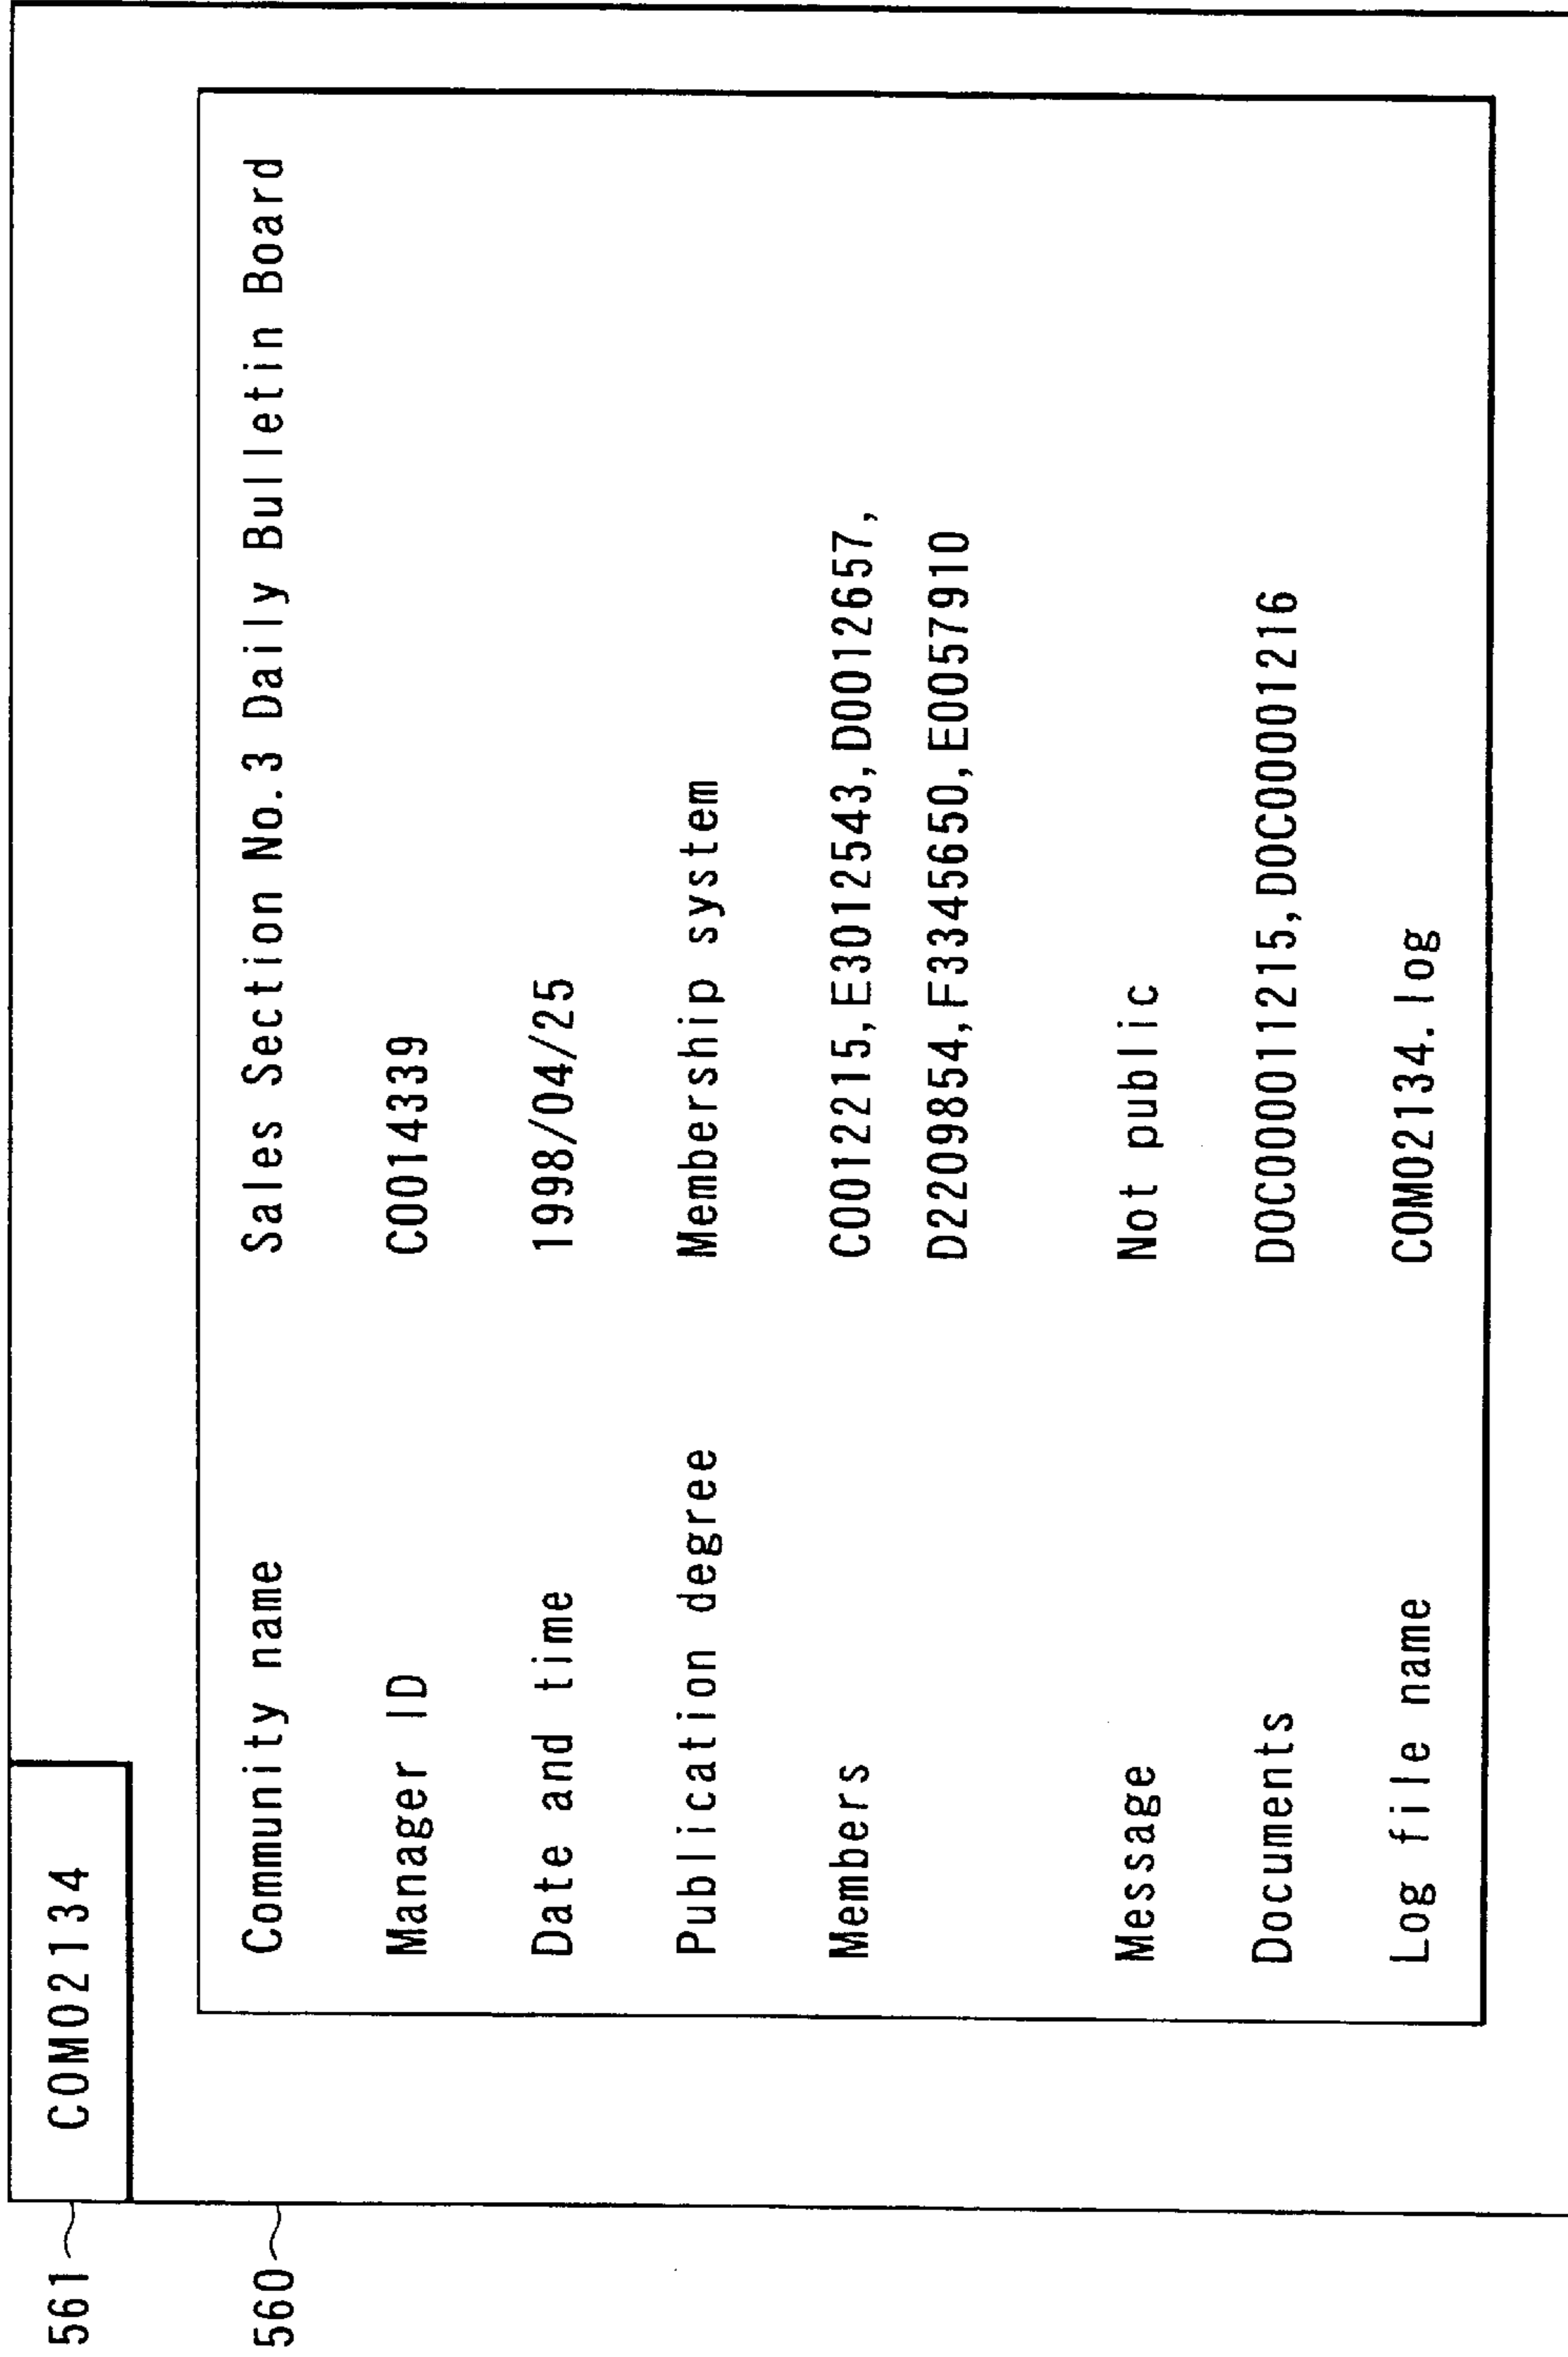 561 COM02134
560
Community name Sales Section No.3 Daily Bulletin Board
Manager ID C0014339
Date and time 1998/04/25
Publication degree Membership system
Members C0012215,E3012543,D0012657,
D2209854,F3345650,E0057910
Message Not public
Documents DOC000011215,DOC00001216
Log file name COM02134.log